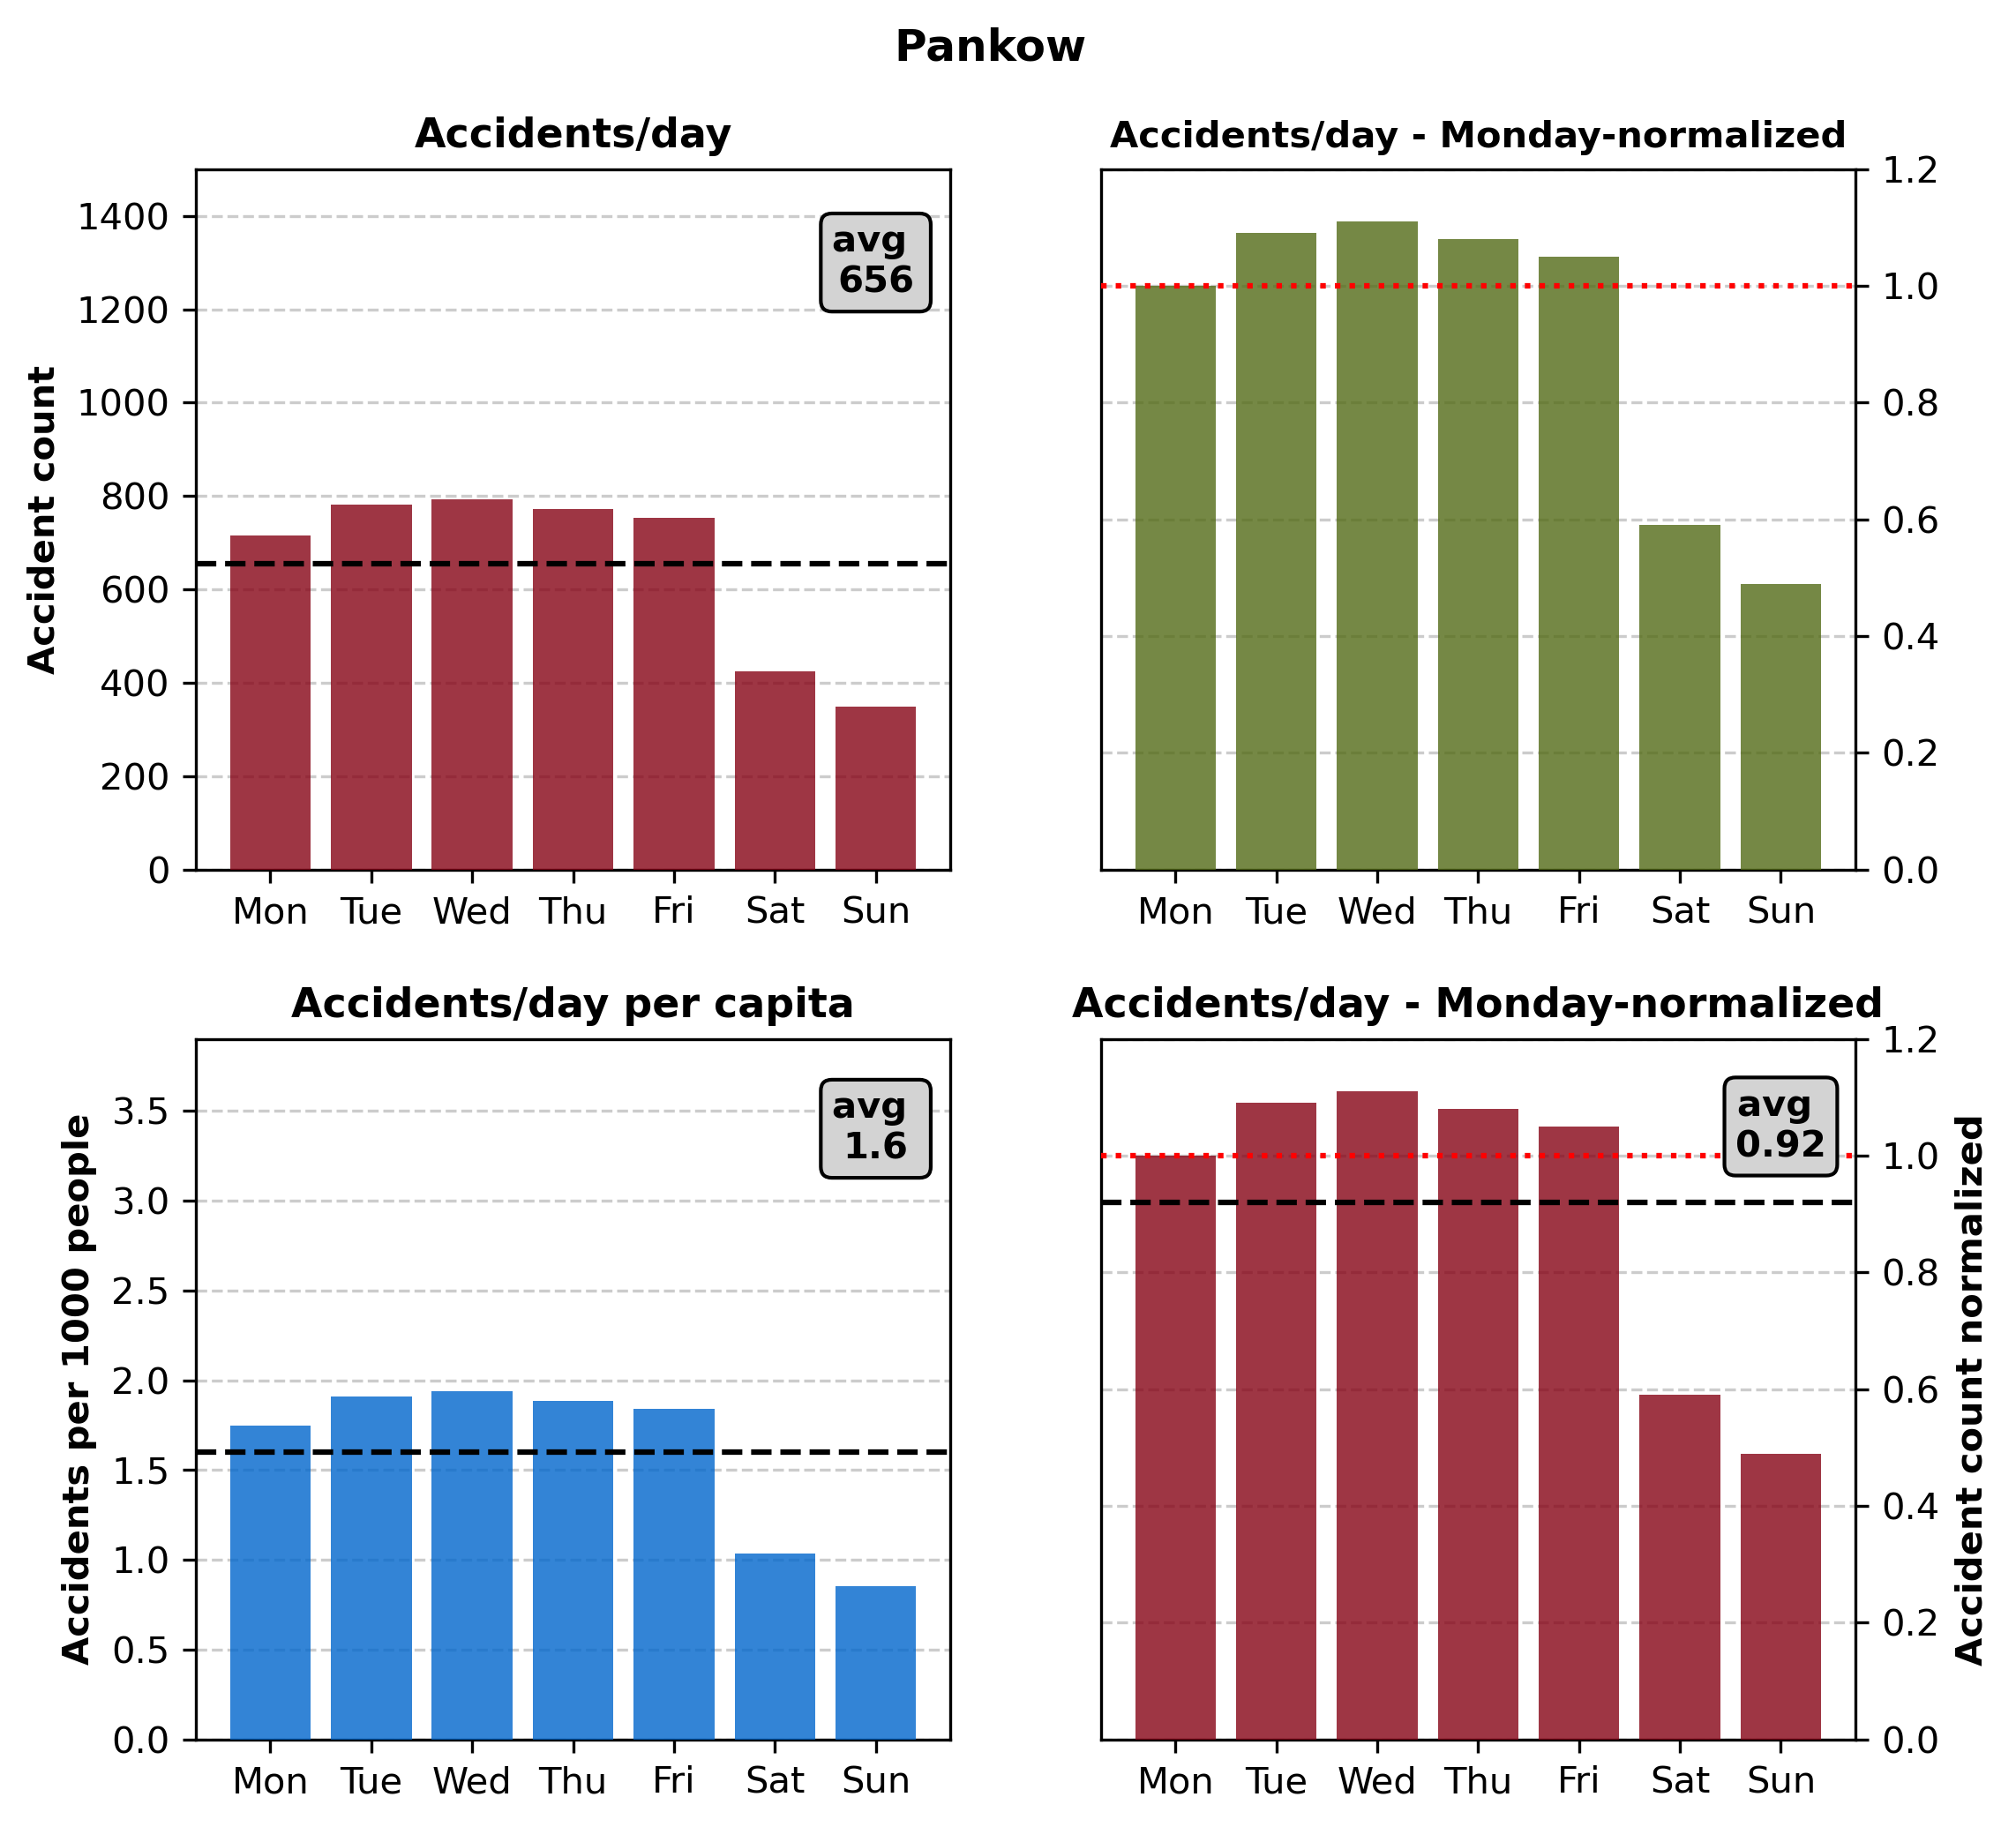 Pankow
Accidents/day
Accident count
1400
1200
1000
800
600
400
200
0
avg
656
Mon Tue Wed Thu Fri Sat Sun
Accidents/day - Monday-normalized
1.2
1.0
0.8
0.6
0.4
0.2
0.0
Mon Tue Wed Thu Fri Sat Sun
Accidents/day per capita
Accidents per 1000 people
3.5
3.0
2.5
2.0
1.5
1.0
0.5
0.0
avg
1.6
Mon Tue Wed Thu Fri Sat Sun
Accidents/day - Monday-normalized
avg
0.92
1.2
1.0
0.8
0.6
0.4
0.2
0.0
Accident count normalized
Mon Tue Wed Thu Fri Sat Sun